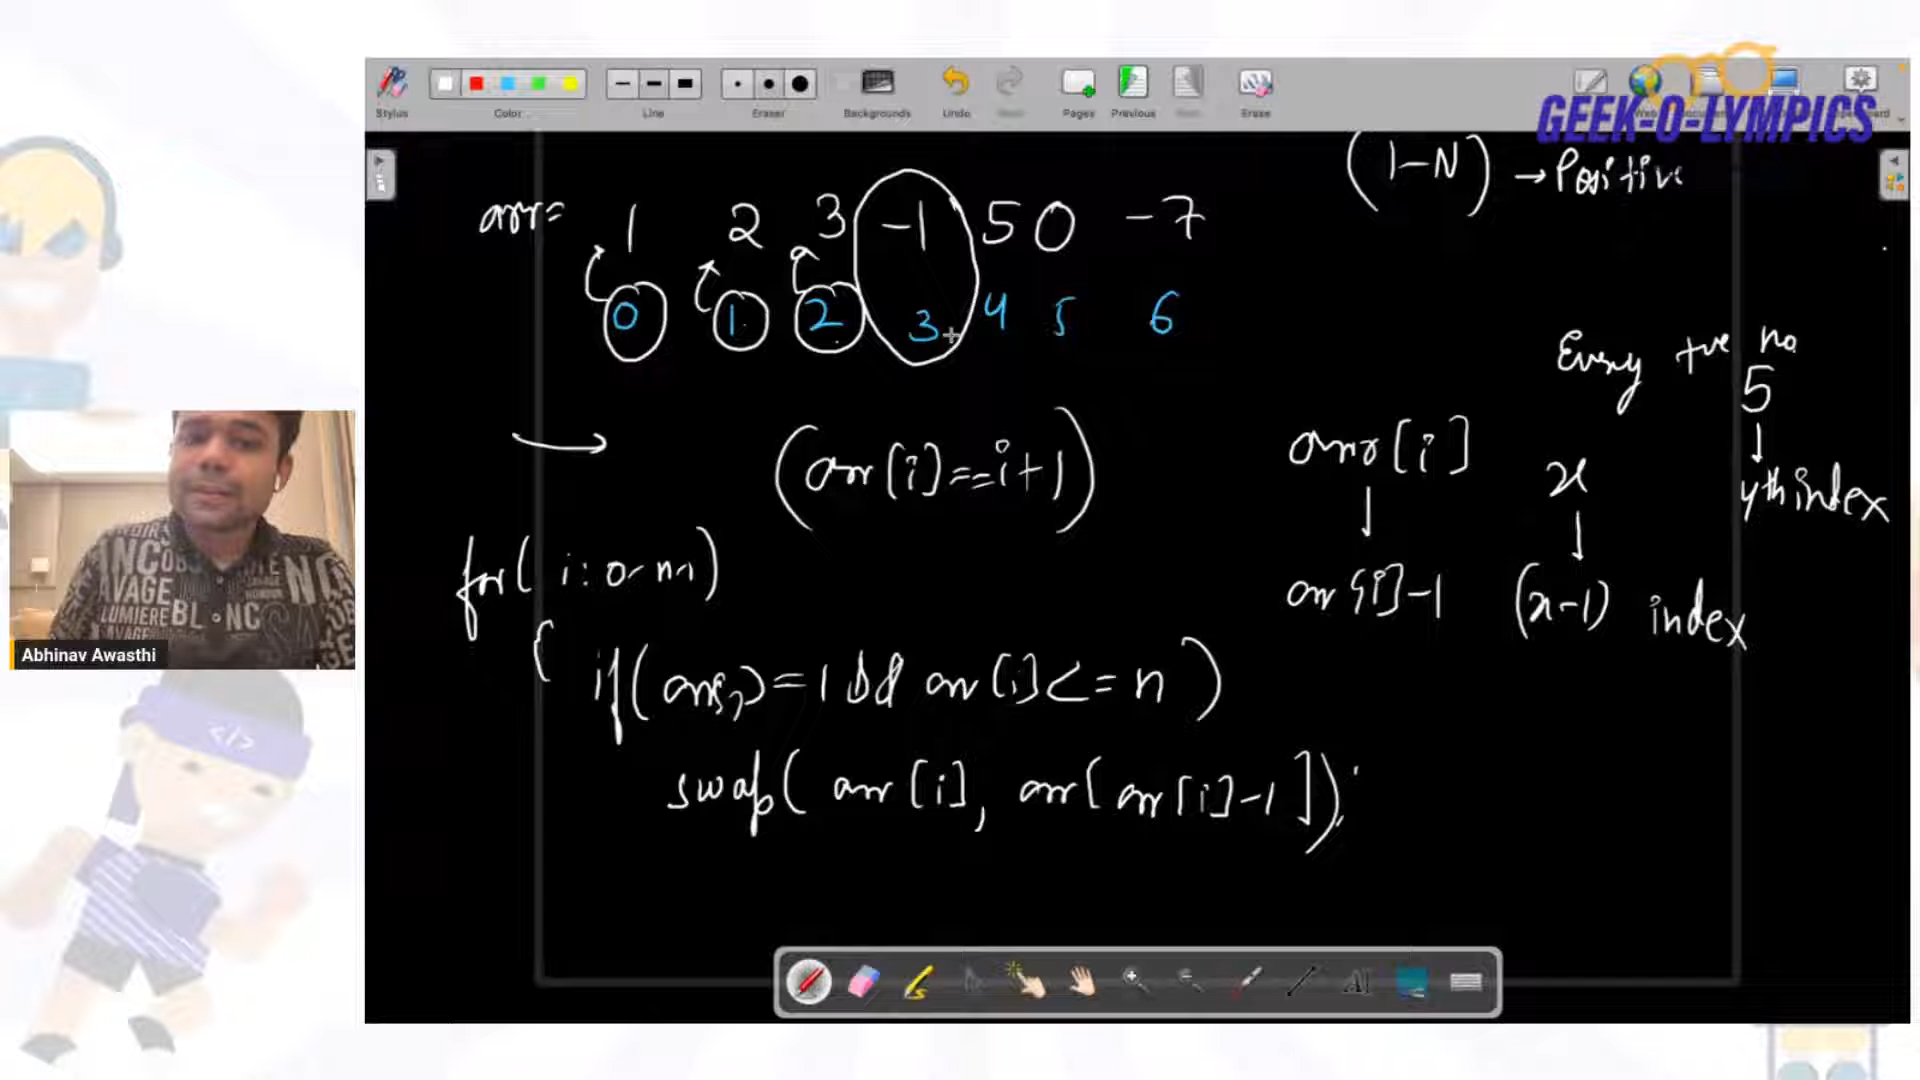 Stylus Color Line Eraser Backgrounds Undo Pages Previous Erase
GEEK-O-LYMPICS
(1-N) → Positive
arr= 1 2 3 -1 5 0 -7
0 1 2 3 4 5 6
Every +ve no
5
4th index
(arr[i]==i+1)
arr[i]
arr[i]-1
x
(x-1) index
for( i: 0- n-1)
{
if(arr[i]>=1 && arr[i]<=n)
swap( arr[i], arr[arr[i]-1]);
Abhinav Awasthi